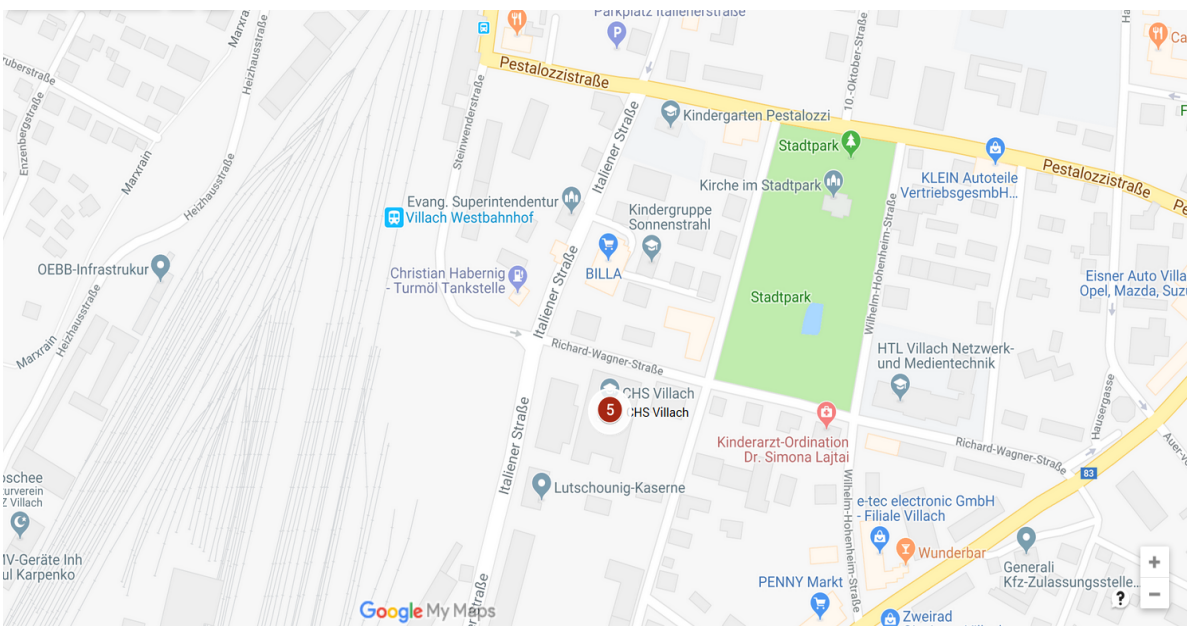 Parkplatz Italienerstraße
P
Marxrain
Heizhausstraße
10.-Oktober-Straße
Ca
Pestalozzistraße
Enzenbergstraße
Steinwenderstraße
Italiener Straße
Kindergarten Pestalozzi
Stadtpark
Marxrain
KLEIN Autoteile
VertriebsgesmbH...
Pestalozzistraße
Kirche im Stadtpark
Heizhausstraße
Evang. Superintendentur
Villach Westbahnhof
Kindergruppe
Sonnenstrahl
Wilhelm-Hohenheim-Straße
OEBB-Infrastrukur
Christian Habernig
- Turmöl Tankstelle
BILLA
Italiener Straße
Stadtpark
Eisner Auto Villa
Opel, Mazda, Suzu
Marxrain
Heizhausstraße
Richard-Wagner-Straße
HTL Villach Netzwerk-
und Medientechnik
CHS Villach
5
CHS Villach
Hausergasse
Italiener Straße
Kinderarzt-Ordination
Dr. Simona Lajtai
Richard-Wagner-Straße
83
Lutschounig-Kaserne
Wilhelm-Hohenheim-Straße
e-tec electronic GmbH
- Filiale Villach
Wunderbar
Z Villach
IV-Geräte Inh
ul Karpenko
Generali
Kfz-Zulassungsstelle...
PENNY Markt
Zweirad
Google My Maps
+
−
?